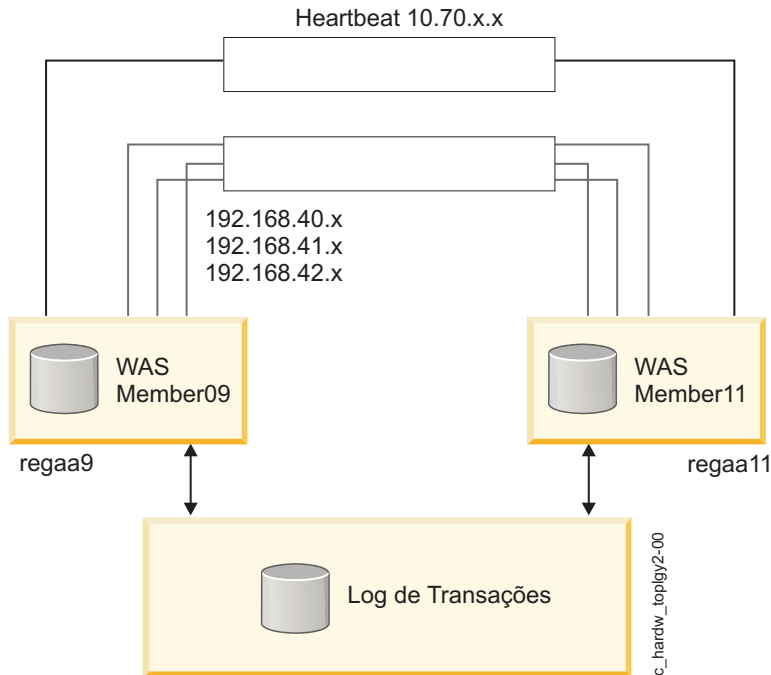 Heartbeat 10.70.x.x
192.168.40.x
192.168.41.x
192.168.42.x
WAS
Member09
WAS
Member11
regaa9
regaa11
Log de Transações
c_hardw_toplgy2-00